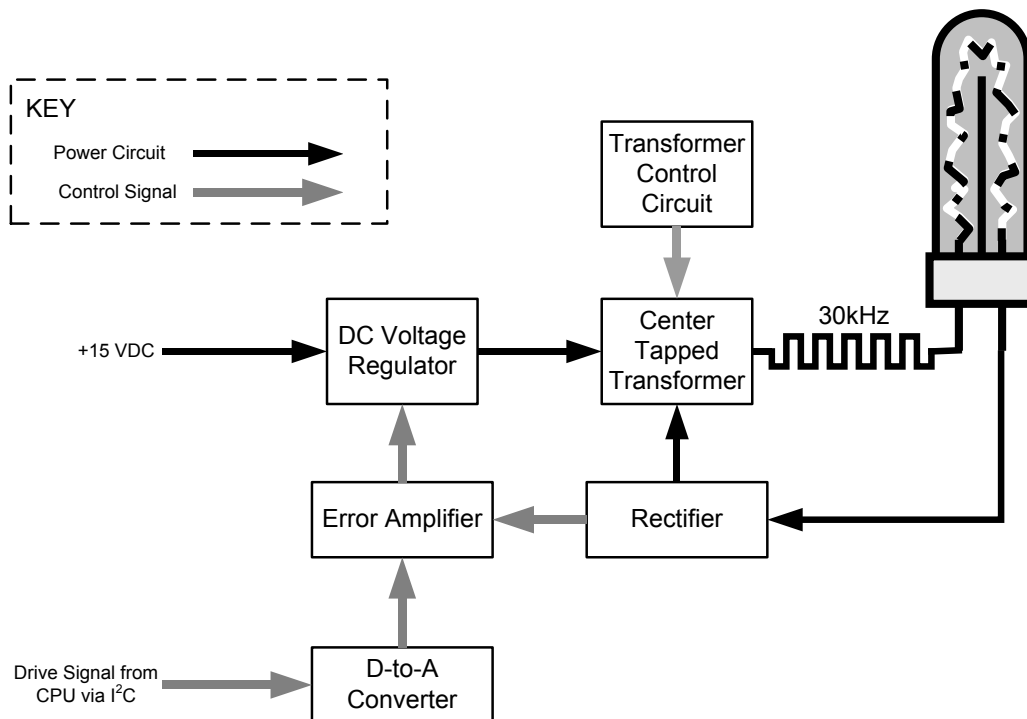 KEY
Power Circuit
Control Signal
Transformer
Control
Circuit
+15 VDC
DC Voltage
Regulator
Center
Tapped
Transformer
30kHz
Error Amplifier
Rectifier
Drive Signal from
CPU via I²C
D-to-A
Converter